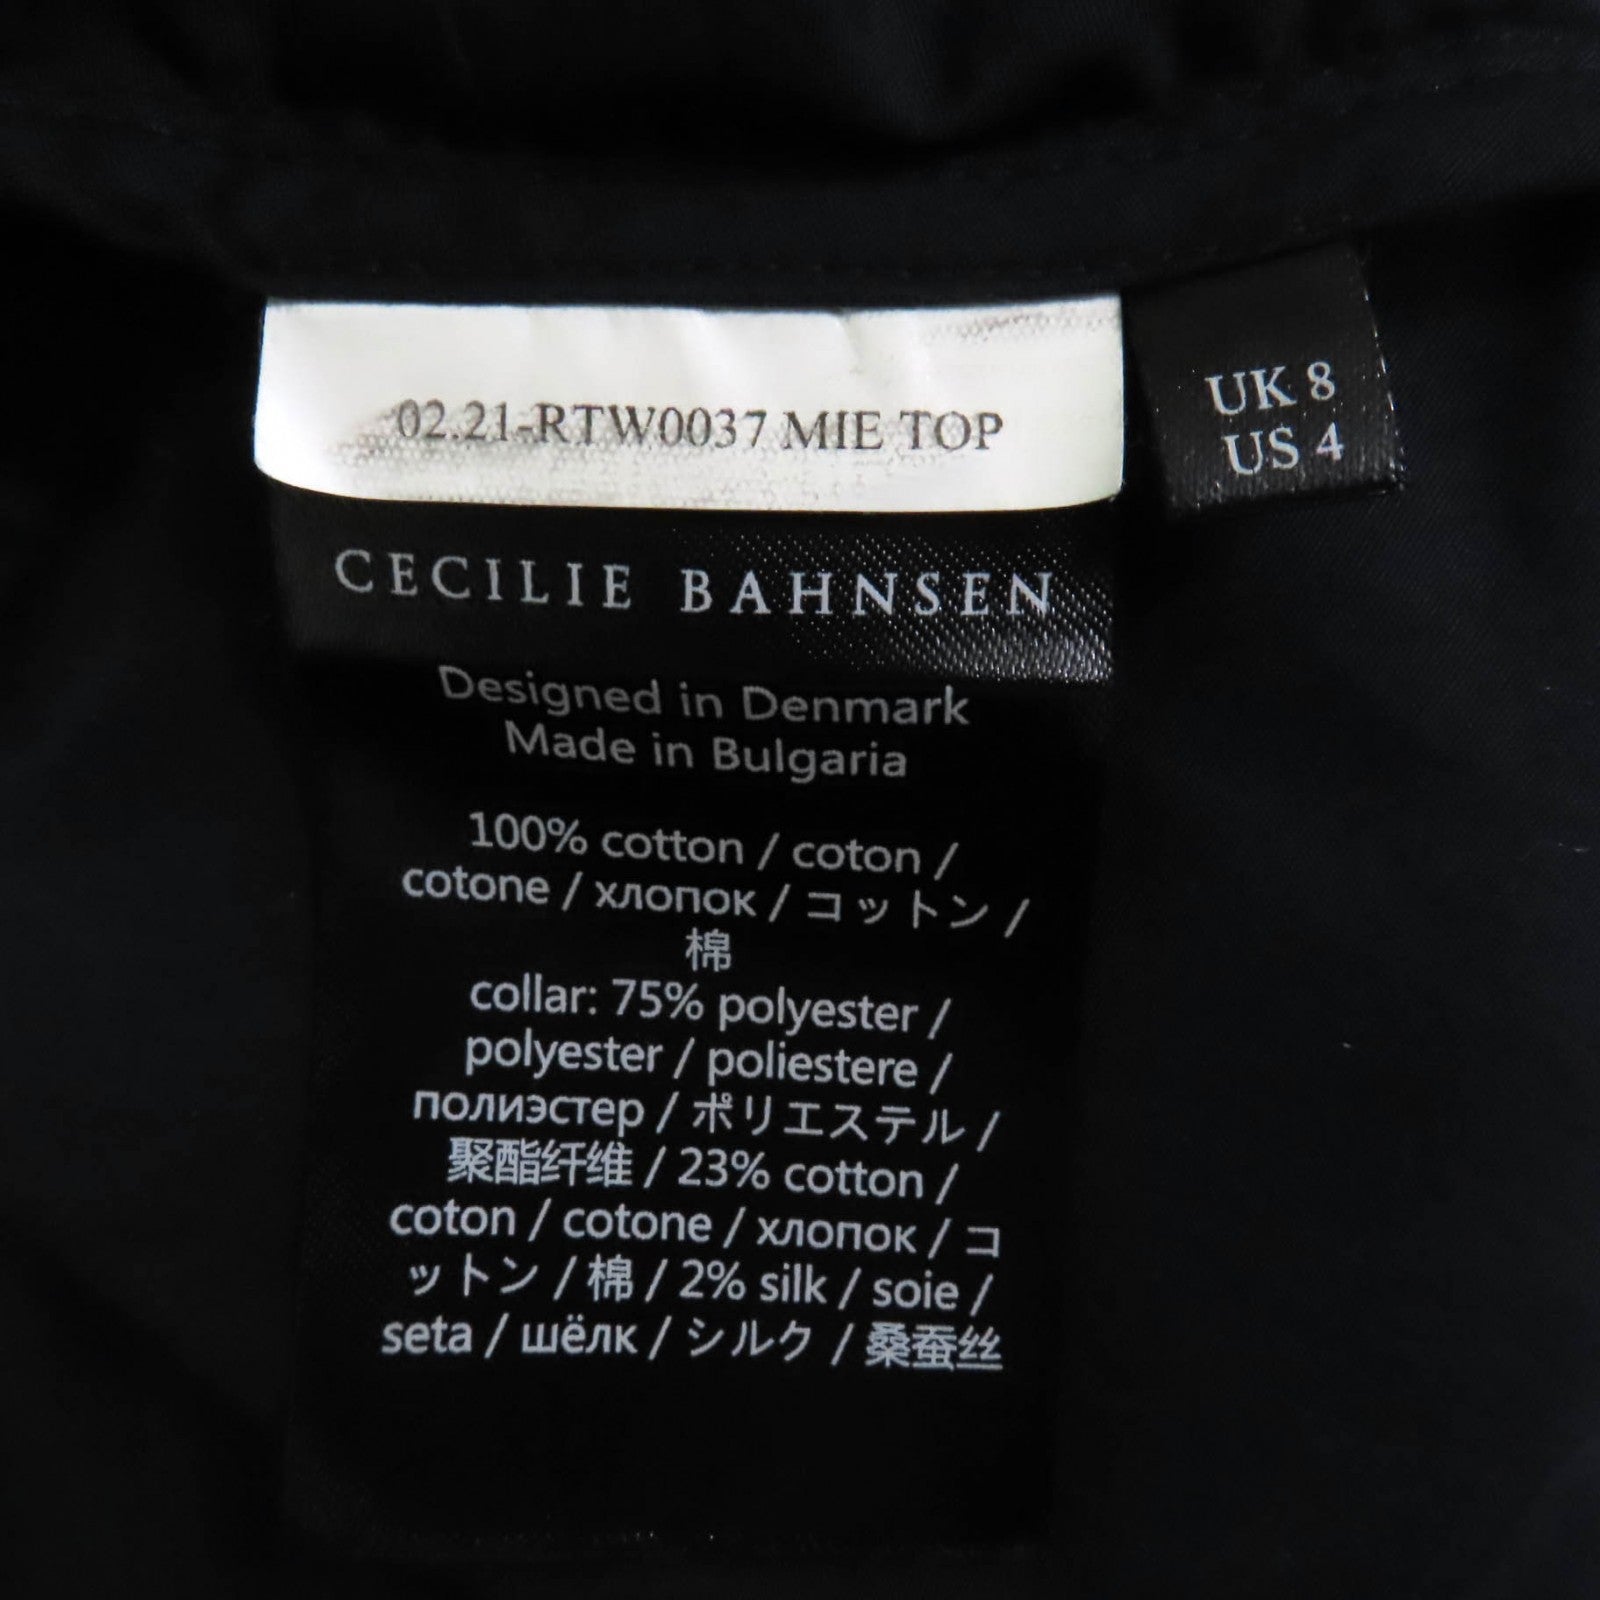 02.21-RTW0037 MIE TOP
UK 8
US 4
CECILIE BAHNSEN
Designed in Denmark
Made in Bulgaria
100% cotton / coton /
cotone / хлопок / コットン /
棉
collar: 75% polyester /
polyester / poliestere /
полиэстер / ポリエステル /
聚酯纤维 / 23% cotton /
coton / cotone / хлопок / コ
ットン / 棉 / 2% silk / soie /
seta / шёлк / シルク / 桑蚕丝